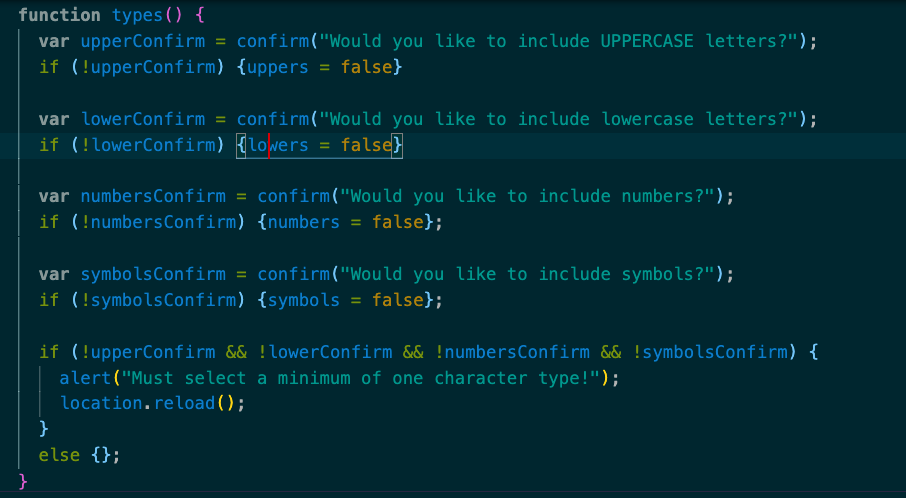 function types() {
var upperConfirm = confirm("Would you like to include UPPERCASE letters?");
if (!upperConfirm) {uppers = false}
var lowerConfirm = confirm("Would you like to include lowercase letters?");
if (!lowerConfirm) {lowers = false}
var numbersConfirm = confirm("Would you like to include numbers?");
if (!numbersConfirm) {numbers = false};
var symbolsConfirm = confirm("Would you like to include symbols?");
if (!symbolsConfirm) {symbols = false};
if (!upperConfirm && !lowerConfirm && !numbersConfirm && !symbolsConfirm) {
alert("Must select a minimum of one character type!");
location.reload();
}
else {};
}